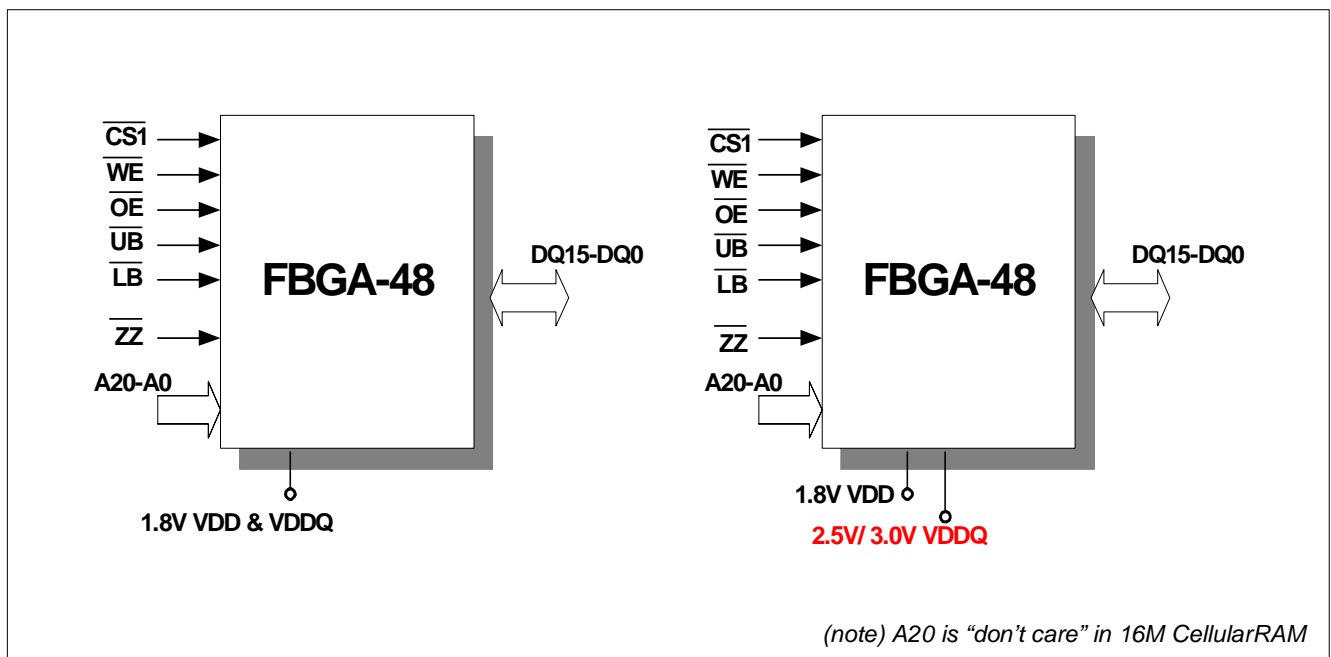 CS1
WE
OE
UB
LB
ZZ
A20-A0
FBGA-48
DQ15-DQ0
1.8V VDD & VDDQ
CS1
WE
OE
UB
LB
ZZ
A20-A0
FBGA-48
DQ15-DQ0
1.8V VDD
2.5V/ 3.0V VDDQ
(note) A20 is “don’t care” in 16M CellularRAM